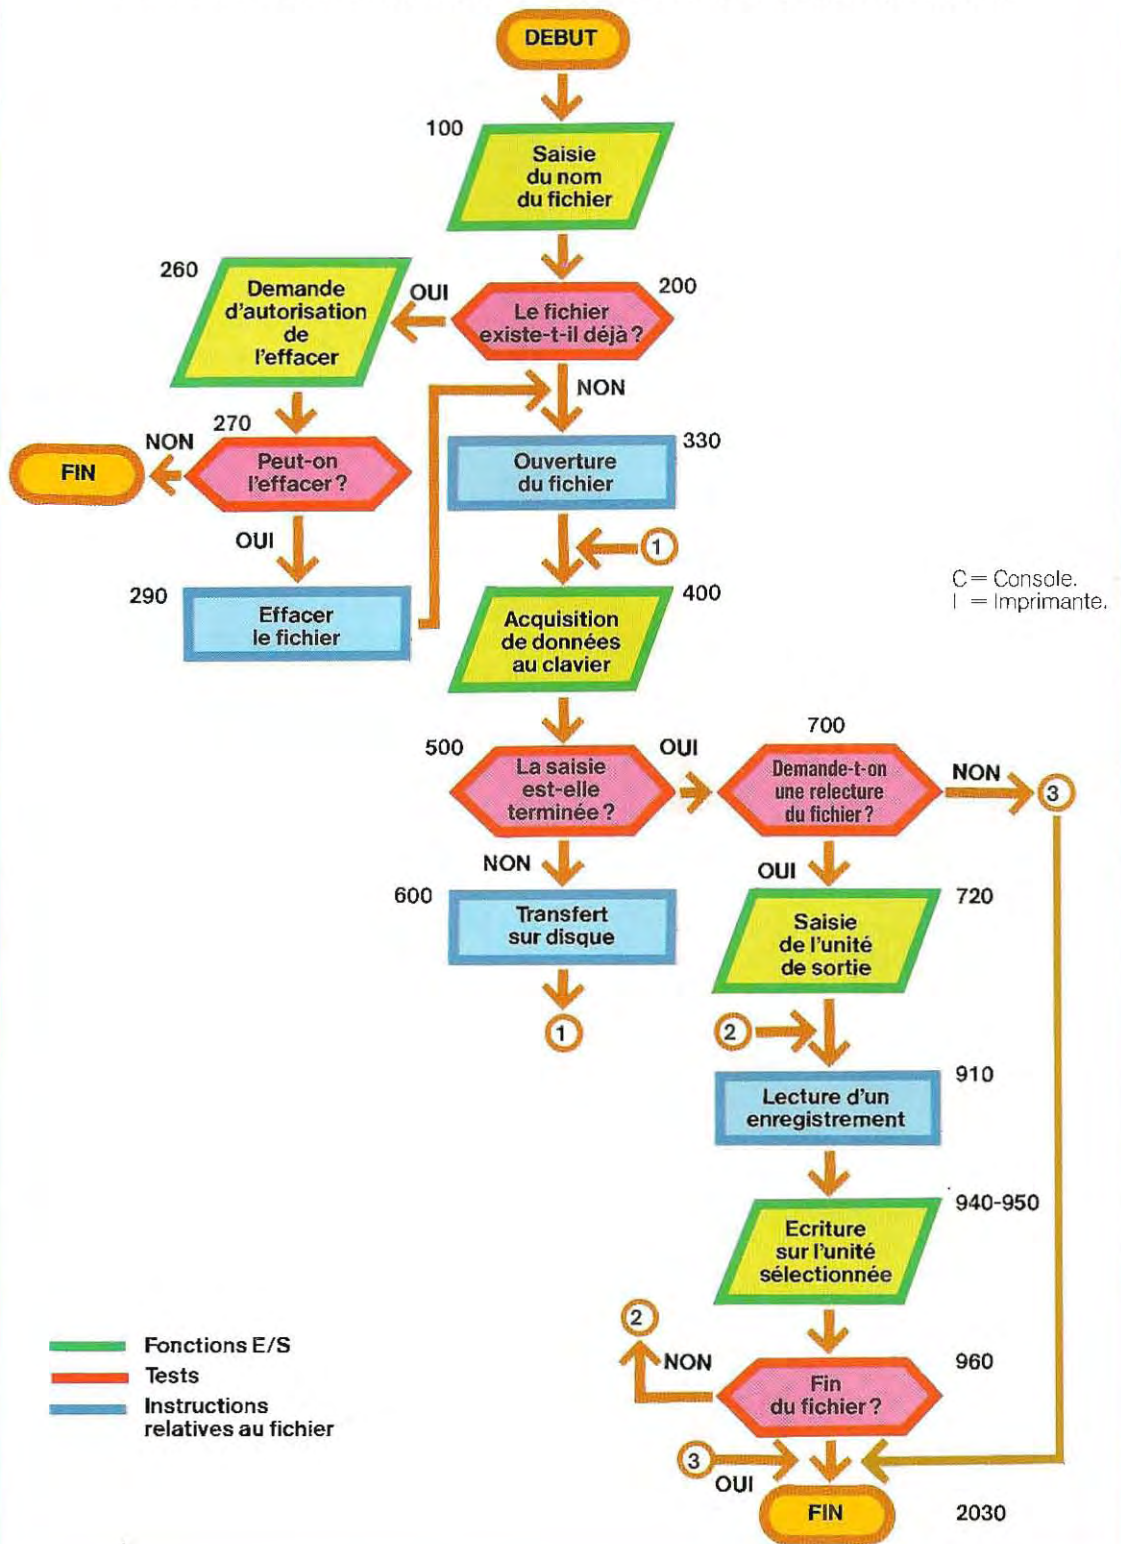 DEBUT
100
Saisie
du nom
du fichier
260
Demande
d'autorisation
de
l'effacer
OUI
200
Le fichier
existe-t-il déjà ?
NON
270
NON
FIN
Peut-on
l'effacer ?
330
Ouverture
du fichier
OUI
1
290
Effacer
le fichier
C = Console.
I = Imprimante.
400
Acquisition
de données
au clavier
500
La saisie
est-elle
terminée ?
OUI
700
Demande-t-on
une relecture
du fichier ?
NON
3
NON
OUI
600
Transfert
sur disque
720
Saisie
de l'unité
de sortie
1
2
910
Lecture d'un
enregistrement
940-950
Ecriture
sur l'unité
sélectionnée
2
NON
960
Fin
du fichier ?
Fonctions E/S
Tests
Instructions
relatives au fichier
3
OUI
FIN
2030